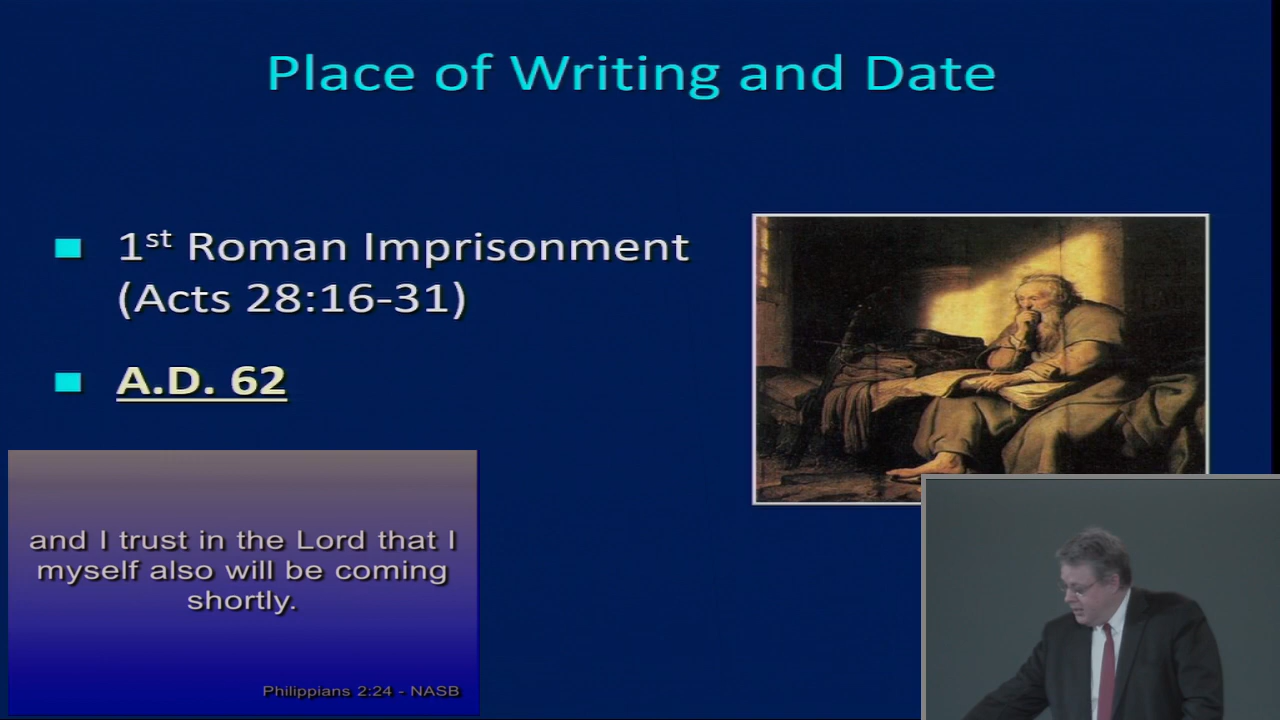 Place of Writing and Date
1st Roman Imprisonment
(Acts 28:16-31)
A.D. 62
and I trust in the Lord that I
myself also will be coming
shortly.
Philippians 2:24 - NASB